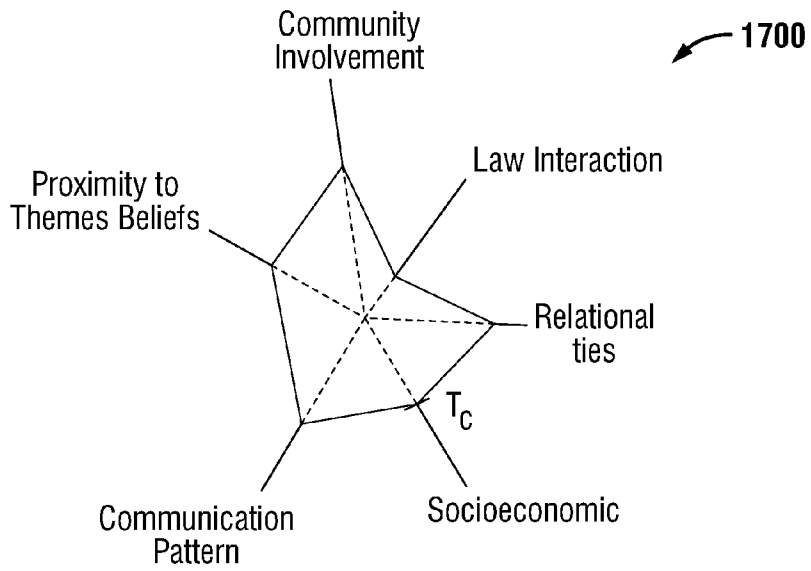 Community
Involvement
1700
Law Interaction
Proximity to
Themes Beliefs
Relational
ties
T_C
Socioeconomic
Communication
Pattern